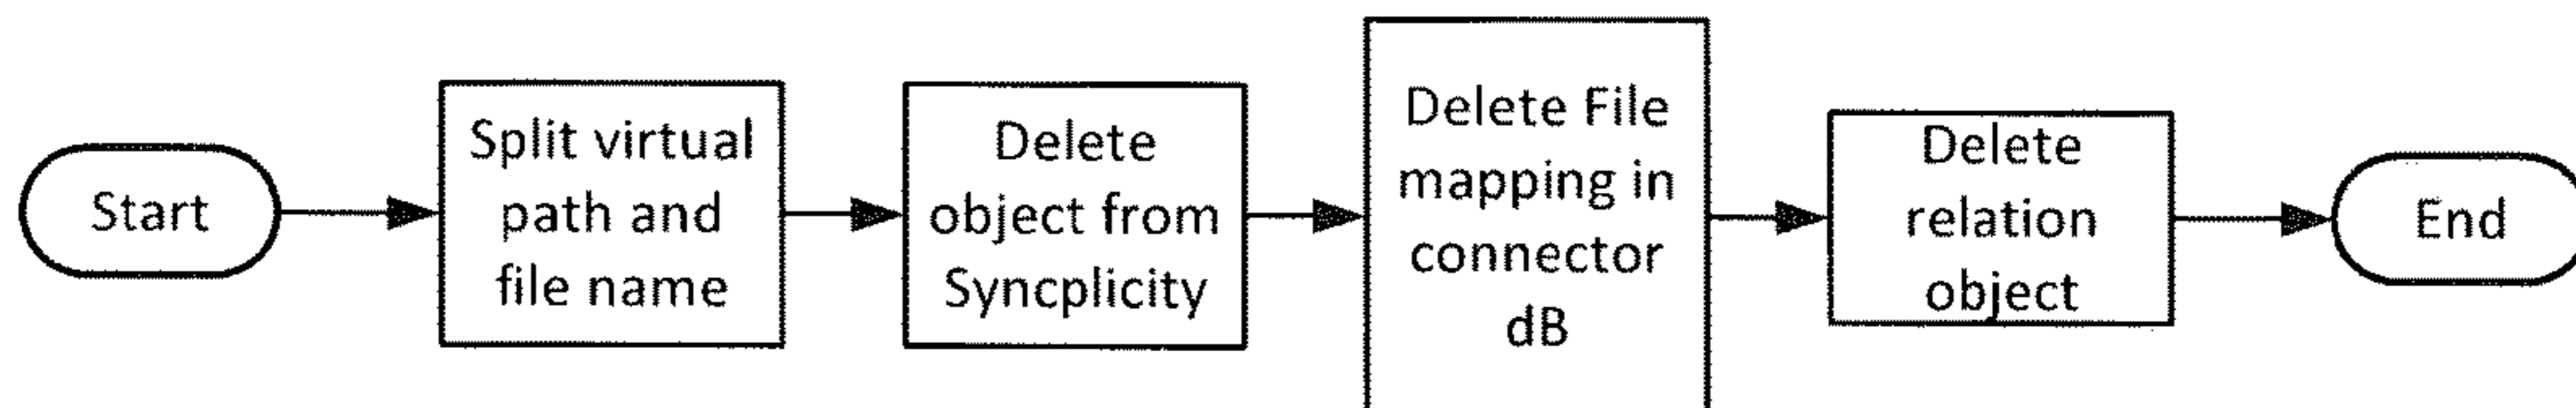 Start
Split virtual
path and
file name
Delete
object from
Syncplicity
Delete File
mapping in
connector
dB
Delete
relation
object
End